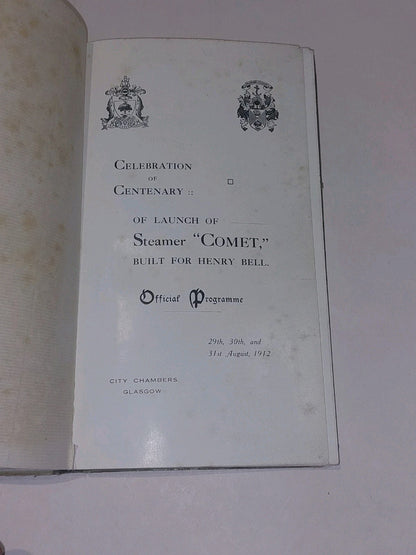 CELEBRATION
OF
CENTENARY ::
OF LAUNCH OF
Steamer "COMET,"
BUILT FOR HENRY BELL.
Official Programme
29th, 30th, and
31st August, 1912
CITY CHAMBERS
GLASGOW